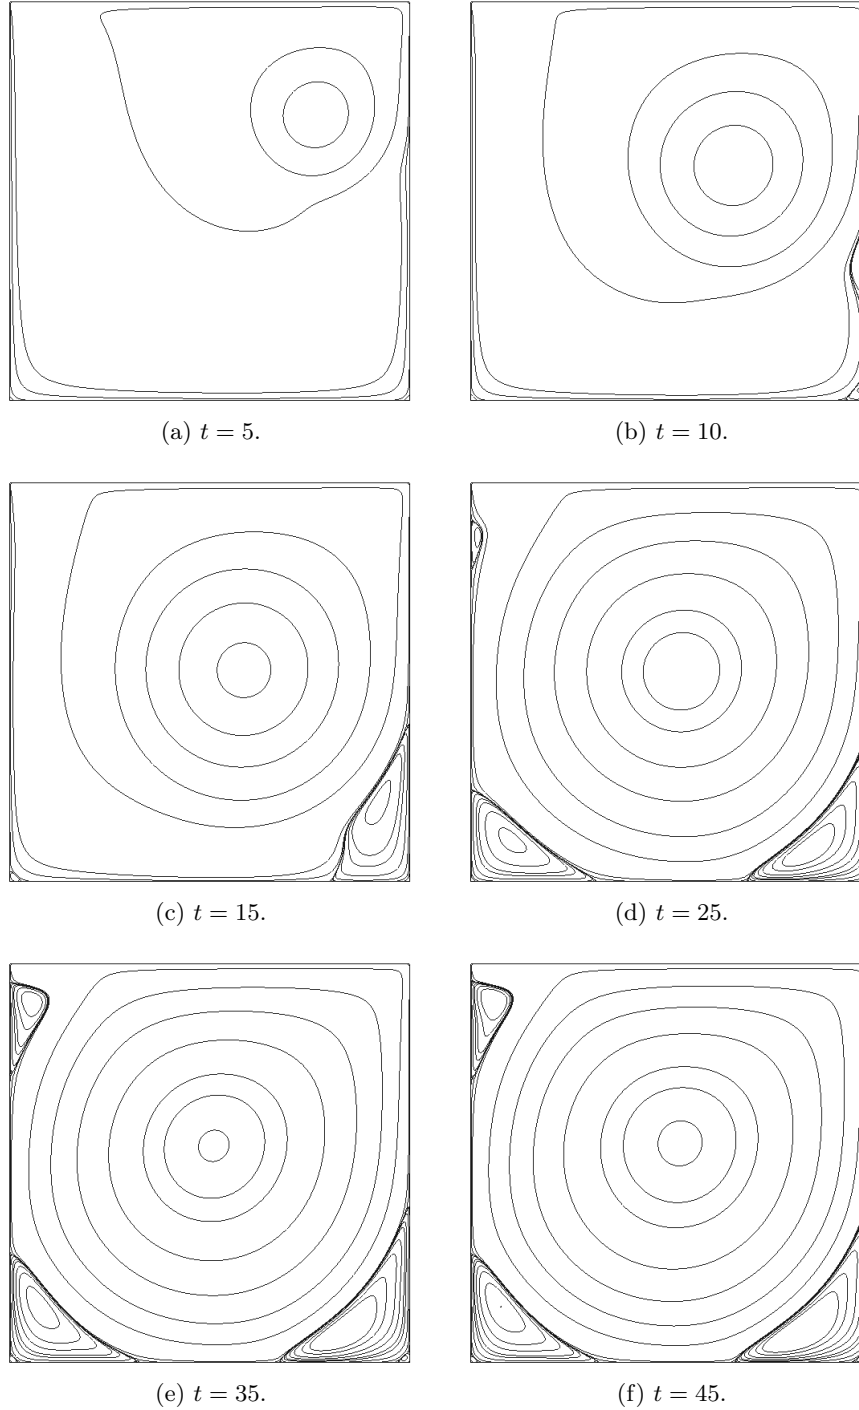 (a) t = 5.
(b) t = 10.
(c) t = 15.
(d) t = 25.
(e) t = 35.
(f) t = 45.